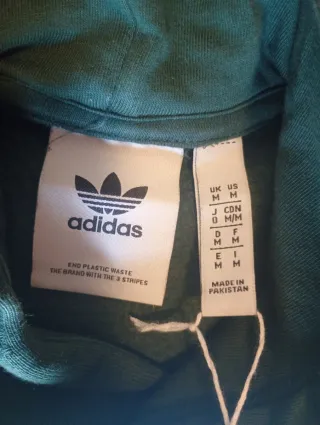 adidas
END PLASTIC WASTE
THE BRAND WITH THE 3 STRIPES
UK US
M M
J CDN
O M/M
D F
M M
E I
M M
MADE IN
PAKISTAN